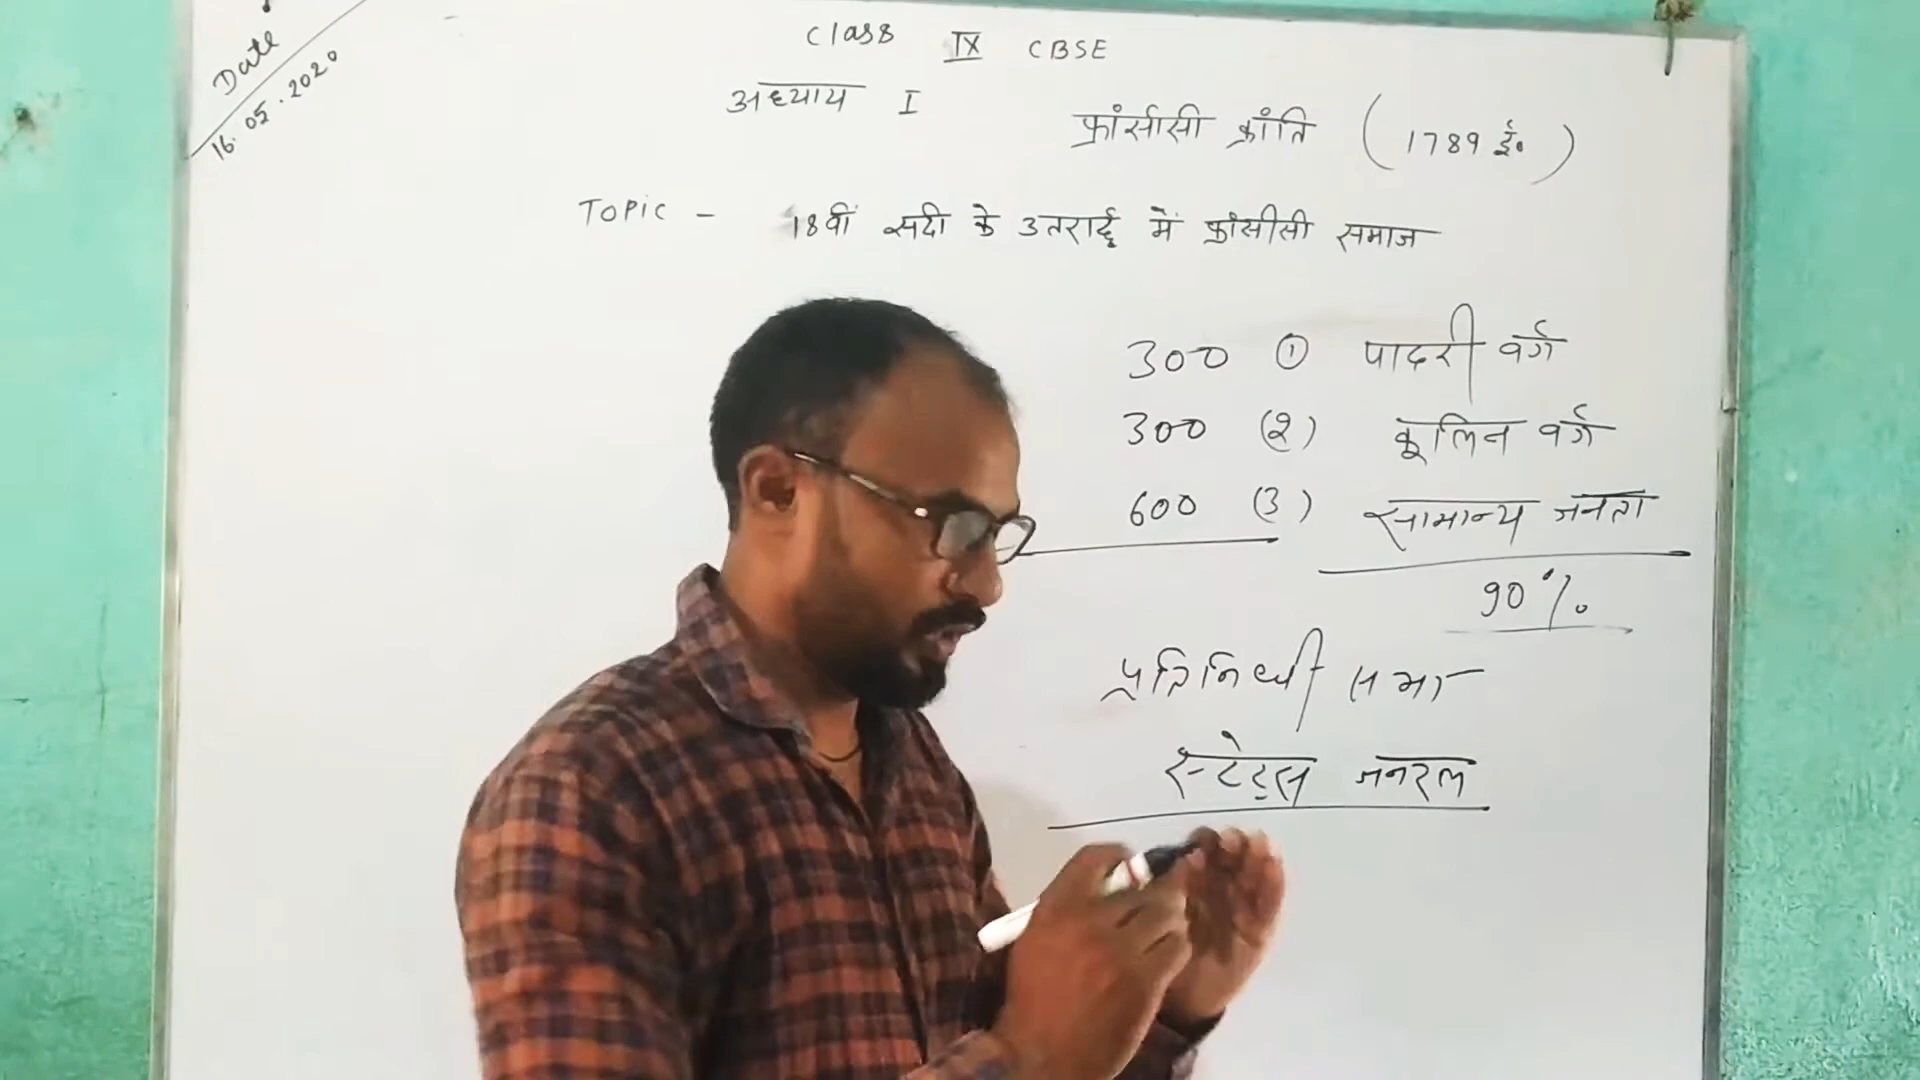 Date
16.05.2020
Class IX CBSE
अध्याय I
फ्रांसीसी क्रांति (1789 ई०)
TOPIC - 18वीं सदी के उतरार्द्ध में फ्रांसीसी समाज
300 ① पादरी वर्ग
300 (2) कूलिन वर्ग
600 (3) सामान्य जनता
90%
प्रतिनिधी सभा
स्टेट्स जनरल